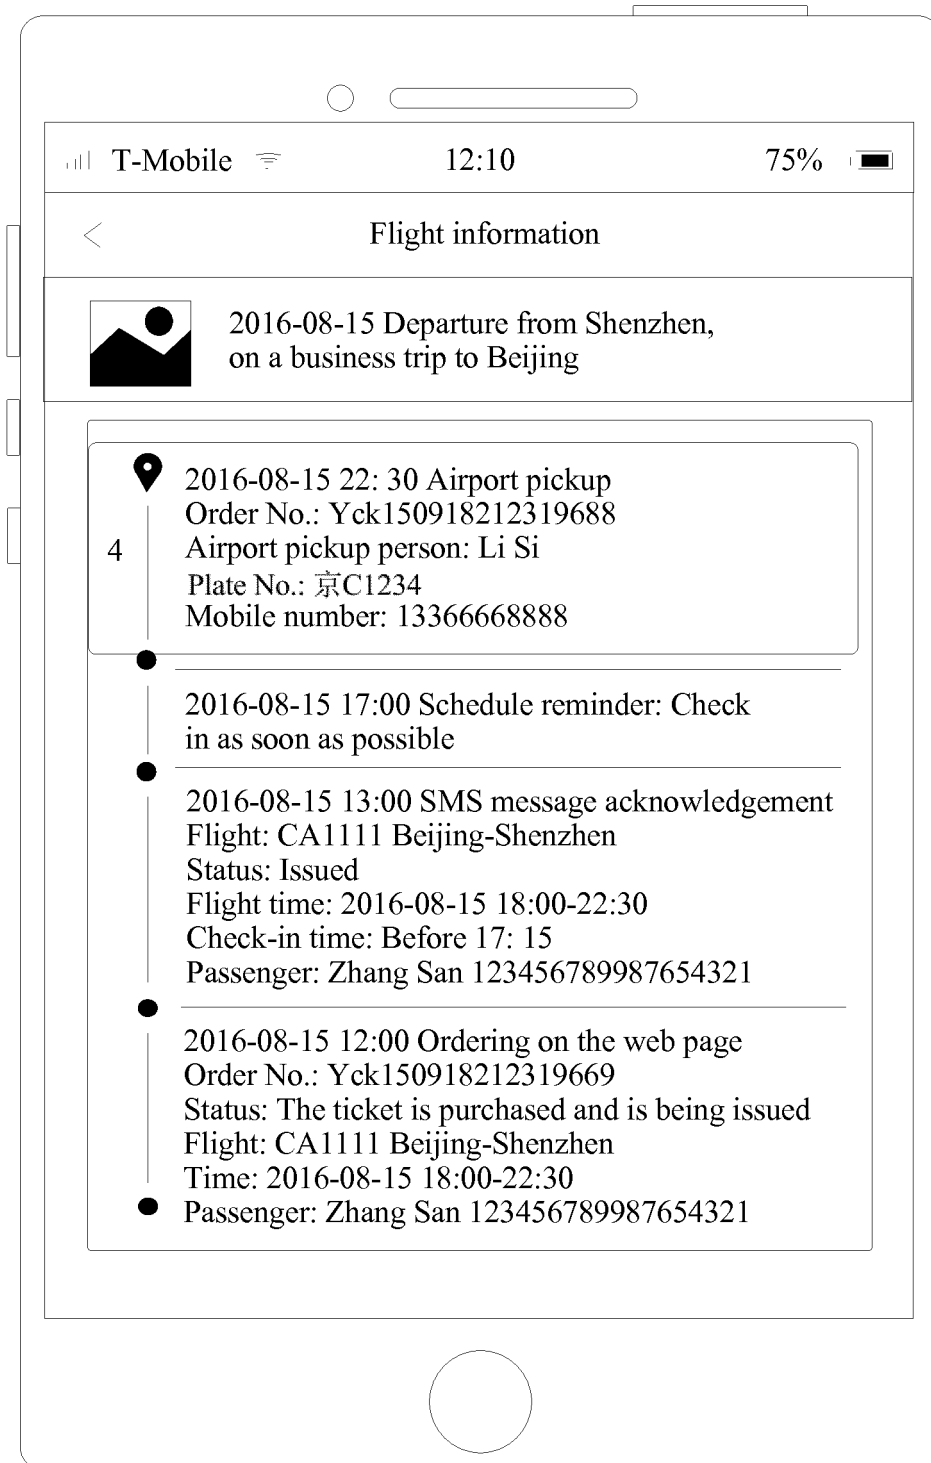 T-Mobile 12:10 75%
< Flight information
2016-08-15 Departure from Shenzhen,
on a business trip to Beijing
2016-08-15 22: 30 Airport pickup
Order No.: Yck150918212319688
4 Airport pickup person: Li Si
Plate No.: 京C1234
Mobile number: 13366668888
2016-08-15 17:00 Schedule reminder: Check
in as soon as possible
2016-08-15 13:00 SMS message acknowledgement
Flight: CA1111 Beijing-Shenzhen
Status: Issued
Flight time: 2016-08-15 18:00-22:30
Check-in time: Before 17: 15
Passenger: Zhang San 123456789987654321
2016-08-15 12:00 Ordering on the web page
Order No.: Yck150918212319669
Status: The ticket is purchased and is being issued
Flight: CA1111 Beijing-Shenzhen
Time: 2016-08-15 18:00-22:30
Passenger: Zhang San 123456789987654321